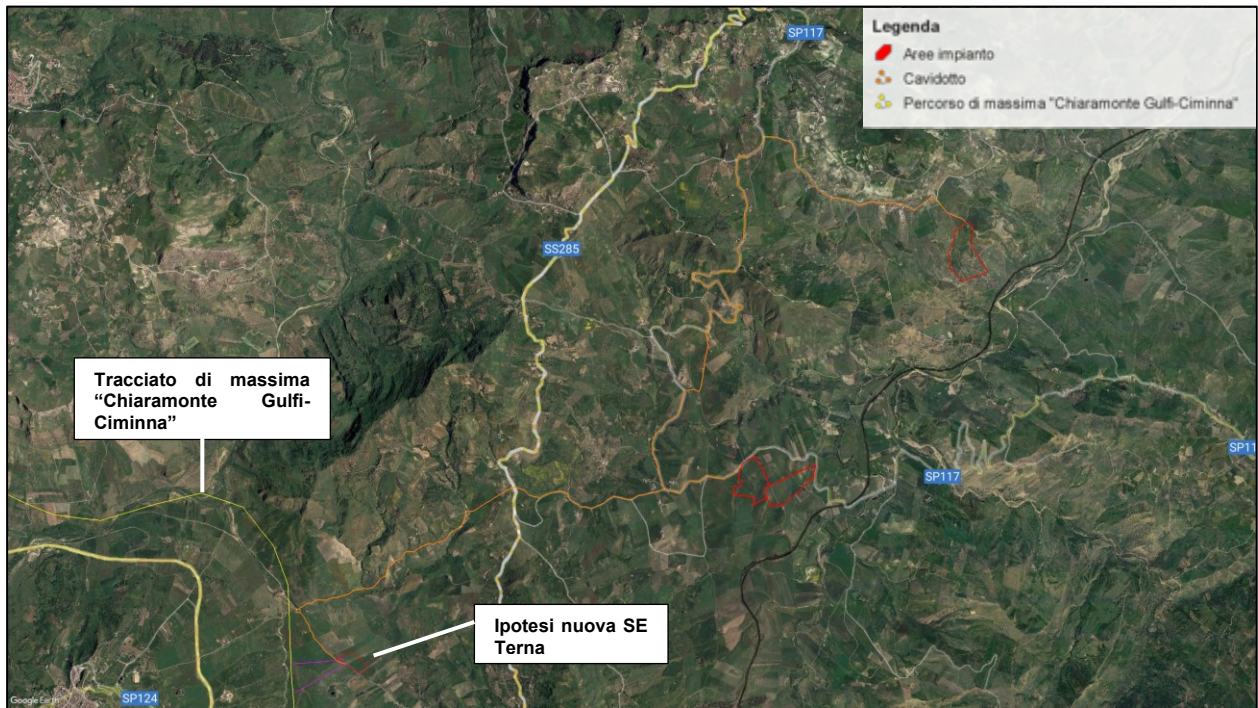 SP117
Legenda
Aree impianto
Cavidotto
Percorso di massima "Chiaramonte Gulfi-Ciminna"
SS285
Tracciato di massima
“Chiaramonte Gulfi-
Ciminna”
SP11
SP117
Ipotesi nuova SE
Terna
SP124
Google Earth